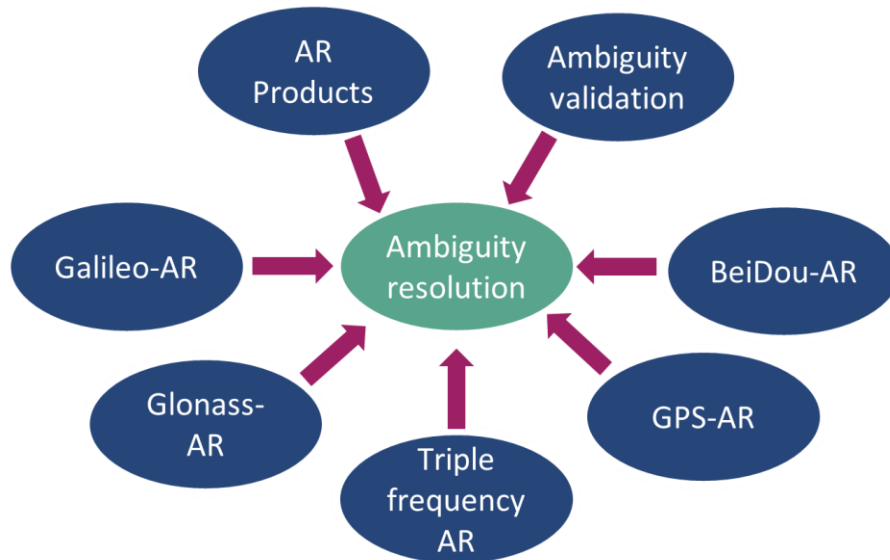 AR
Products
Ambiguity
validation
Galileo-AR
Ambiguity
resolution
BeiDou-AR
Glonass-
AR
GPS-AR
Triple
frequency
AR